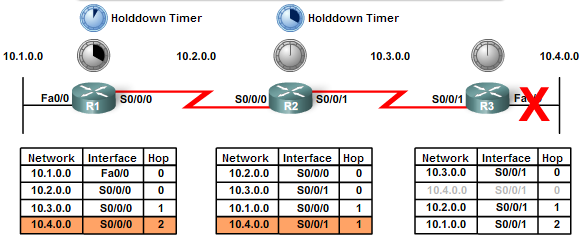 Holddown Timer Holddown Timer
10.1.0.0 10.2.0.0 10.3.0.0 10.4.0.0
Fa0/0 R1 S0/0/0 S0/0/0 R2 S0/0/1 S0/0/1 R3
Network Interface Hop
10.1.0.0 Fa0/0 0
10.2.0.0 S0/0/0 0
10.3.0.0 S0/0/0 1
10.4.0.0 S0/0/0 2
Network Interface Hop
10.2.0.0 S0/0/0 0
10.3.0.0 S0/0/1 0
10.1.0.0 S0/0/0 1
10.4.0.0 S0/0/1 1
Network Interface Hop
10.3.0.0 S0/0/1 0
10.4.0.0 S0/0/1 0
10.2.0.0 S0/0/1 1
10.1.0.0 S0/0/1 2